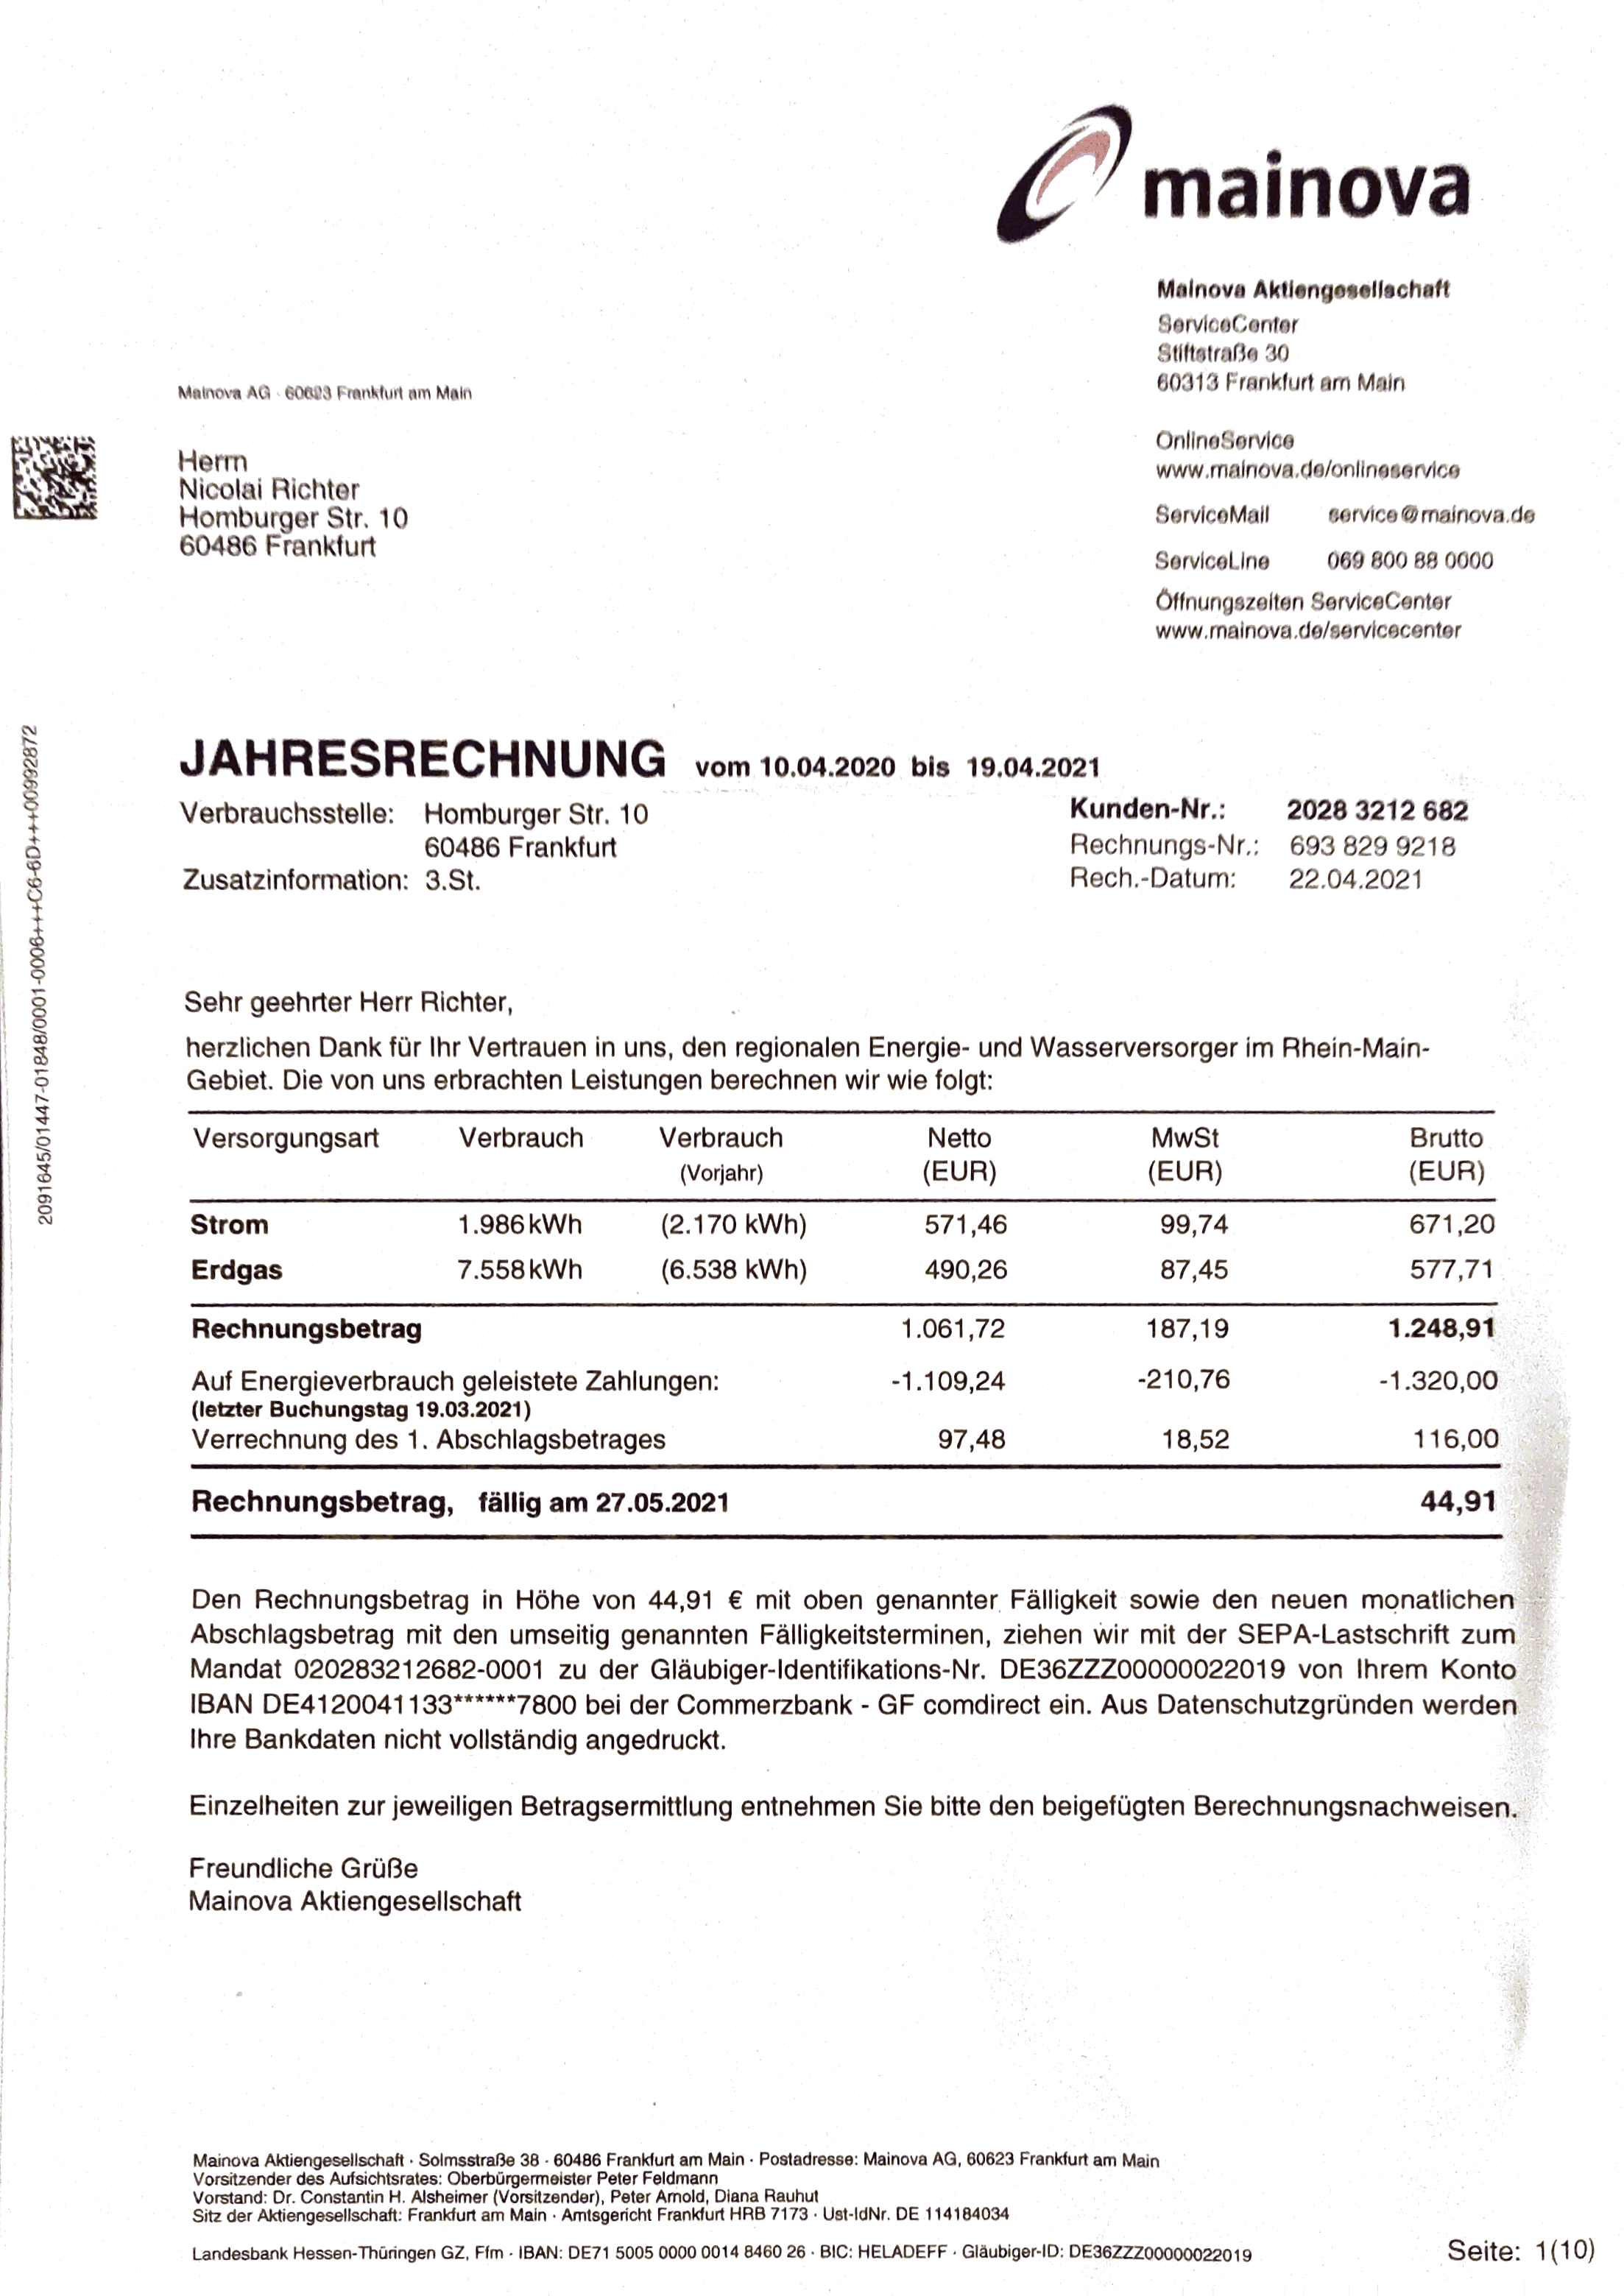 mainova
Mainova Aktiengesellschaft
ServiceCenter
Stiftstraße 30
60313 Frankfurt am Main
Mainova AG · 60623 Frankfurt am Main
OnlineService
www.mainova.de/onlineservice
Herrn
Nicolai Richter
Homburger Str. 10
60486 Frankfurt
ServiceMail service@mainova.de
ServiceLine 069 800 88 0000
Öffnungszeiten ServiceCenter
www.mainova.de/servicecenter
2091645/01447-01848/0001-0006+++C6-6D+++00992872
JAHRESRECHNUNG vom 10.04.2020 bis 19.04.2021
Verbrauchsstelle: Homburger Str. 10 Kunden-Nr.: 2028 3212 682
60486 Frankfurt Rechnungs-Nr.: 693 829 9218
Zusatzinformation: 3.St. Rech.-Datum: 22.04.2021
Sehr geehrter Herr Richter,
herzlichen Dank für Ihr Vertrauen in uns, den regionalen Energie- und Wasserversorger im Rhein-Main-
Gebiet. Die von uns erbrachten Leistungen berechnen wir wie folgt:
Versorgungsart Verbrauch Verbrauch Netto MwSt Brutto
(Vorjahr) (EUR) (EUR) (EUR)
Strom 1.986 kWh (2.170 kWh) 571,46 99,74 671,20
Erdgas 7.558 kWh (6.538 kWh) 490,26 87,45 577,71
Rechnungsbetrag 1.061,72 187,19 1.248,91
Auf Energieverbrauch geleistete Zahlungen: -1.109,24 -210,76 -1.320,00
(letzter Buchungstag 19.03.2021)
Verrechnung des 1. Abschlagsbetrages 97,48 18,52 116,00
Rechnungsbetrag, fällig am 27.05.2021 44,91
Den Rechnungsbetrag in Höhe von 44,91 € mit oben genannter Fälligkeit sowie den neuen monatlichen
Abschlagsbetrag mit den umseitig genannten Fälligkeitsterminen, ziehen wir mit der SEPA-Lastschrift zum
Mandat 020283212682-0001 zu der Gläubiger-Identifikations-Nr. DE36ZZZ00000022019 von Ihrem Konto
IBAN DE4120041133******7800 bei der Commerzbank - GF comdirect ein. Aus Datenschutzgründen werden
Ihre Bankdaten nicht vollständig angedruckt.
Einzelheiten zur jeweiligen Betragsermittlung entnehmen Sie bitte den beigefügten Berechnungsnachweisen.
Freundliche Grüße
Mainova Aktiengesellschaft
Mainova Aktiengesellschaft · Solmsstraße 38 · 60486 Frankfurt am Main · Postadresse: Mainova AG, 60623 Frankfurt am Main
Vorsitzender des Aufsichtsrates: Oberbürgermeister Peter Feldmann
Vorstand: Dr. Constantin H. Alsheimer (Vorsitzender), Peter Arnold, Diana Rauhut
Sitz der Aktiengesellschaft: Frankfurt am Main · Amtsgericht Frankfurt HRB 7173 · Ust-IdNr. DE 114184034
Landesbank Hessen-Thüringen GZ, Ffm · IBAN: DE71 5005 0000 0014 8460 26 · BIC: HELADEFF · Gläubiger-ID: DE36ZZZ00000022019
Seite: 1(10)